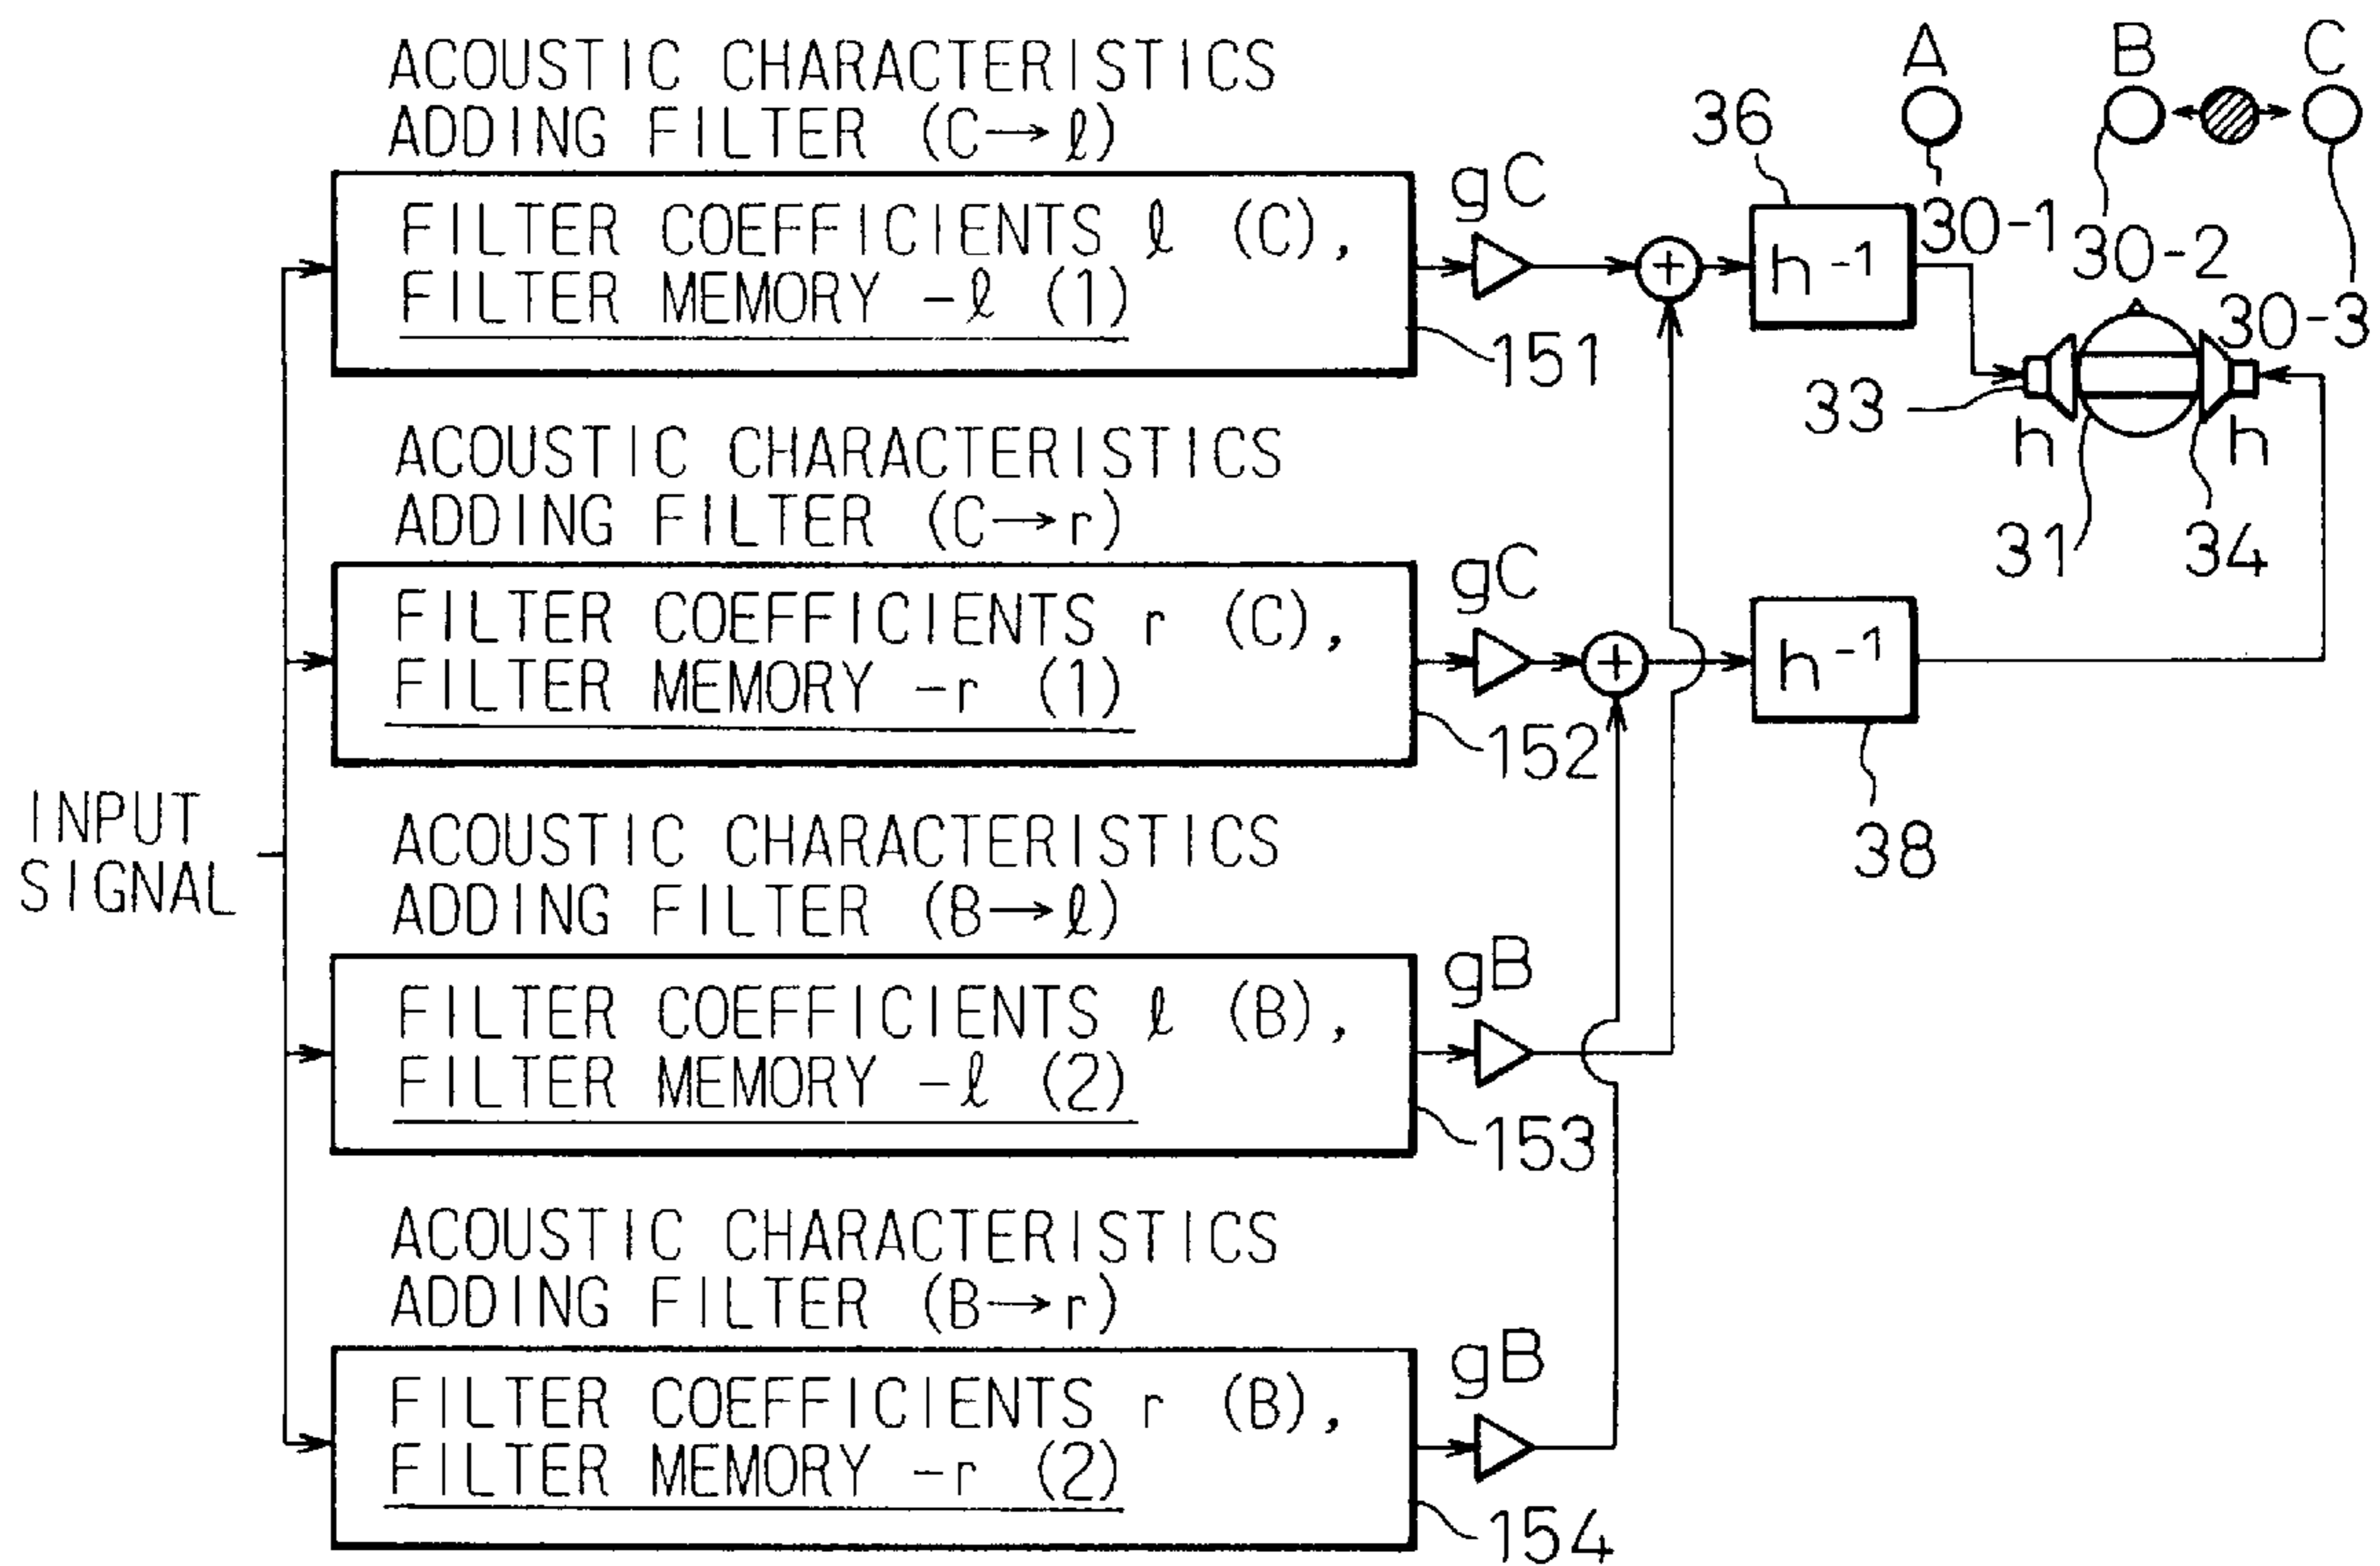 ACOUSTIC CHARACTERISTICS
ADDING FILTER (C→ℓ)
FILTER COEFFICIENTS ℓ (C),
FILTER MEMORY -ℓ (1)
gC
151
36
h⁻¹
A
B
C
30-1
30-2
30-3
33
h
h
31
34
ACOUSTIC CHARACTERISTICS
ADDING FILTER (C→r)
FILTER COEFFICIENTS r (C),
FILTER MEMORY -r (1)
gC
152
h⁻¹
38
INPUT
SIGNAL
ACOUSTIC CHARACTERISTICS
ADDING FILTER (B→ℓ)
FILTER COEFFICIENTS ℓ (B),
FILTER MEMORY -ℓ (2)
gB
153
ACOUSTIC CHARACTERISTICS
ADDING FILTER (B→r)
FILTER COEFFICIENTS r (B),
FILTER MEMORY -r (2)
gB
154